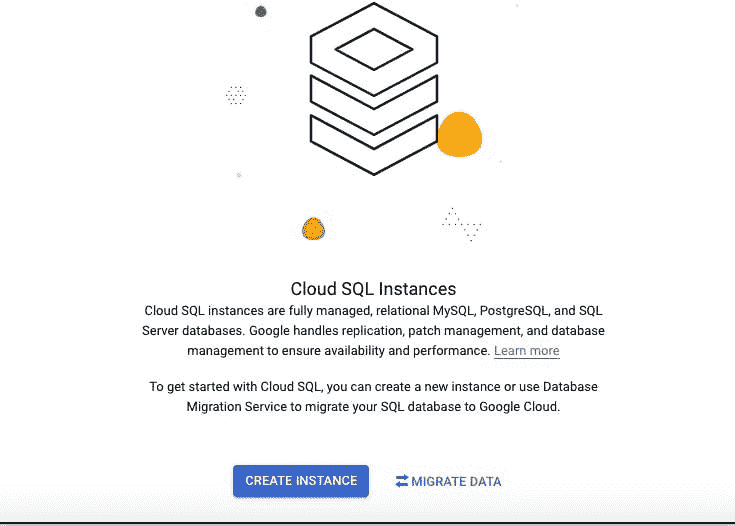 Cloud SQL Instances
Cloud SQL instances are fully managed, relational MySQL, PostgreSQL, and SQL
Server databases. Google handles replication, patch management, and database
management to ensure availability and performance. Learn more
To get started with Cloud SQL, you can create a new instance or use Database
Migration Service to migrate your SQL database to Google Cloud.
CREATE INSTANCE MIGRATE DATA